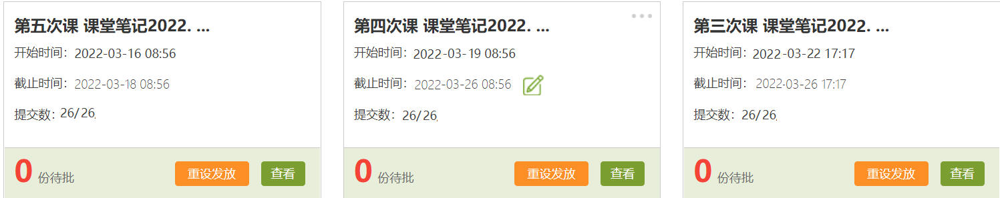 第五次课 课堂笔记2022. ...
开始时间：2022-03-16 08:56
截止时间：2022-03-18 08:56
提交数：26/26
0 份待批
重设发放
查看
第四次课 课堂笔记2022. ...
开始时间：2022-03-19 08:56
截止时间：2022-03-26 08:56
提交数：26/26
0 份待批
重设发放
查看
第三次课 课堂笔记2022. ...
开始时间：2022-03-22 17:17
截止时间：2022-03-26 17:17
提交数：26/26
0 份待批
重设发放
查看